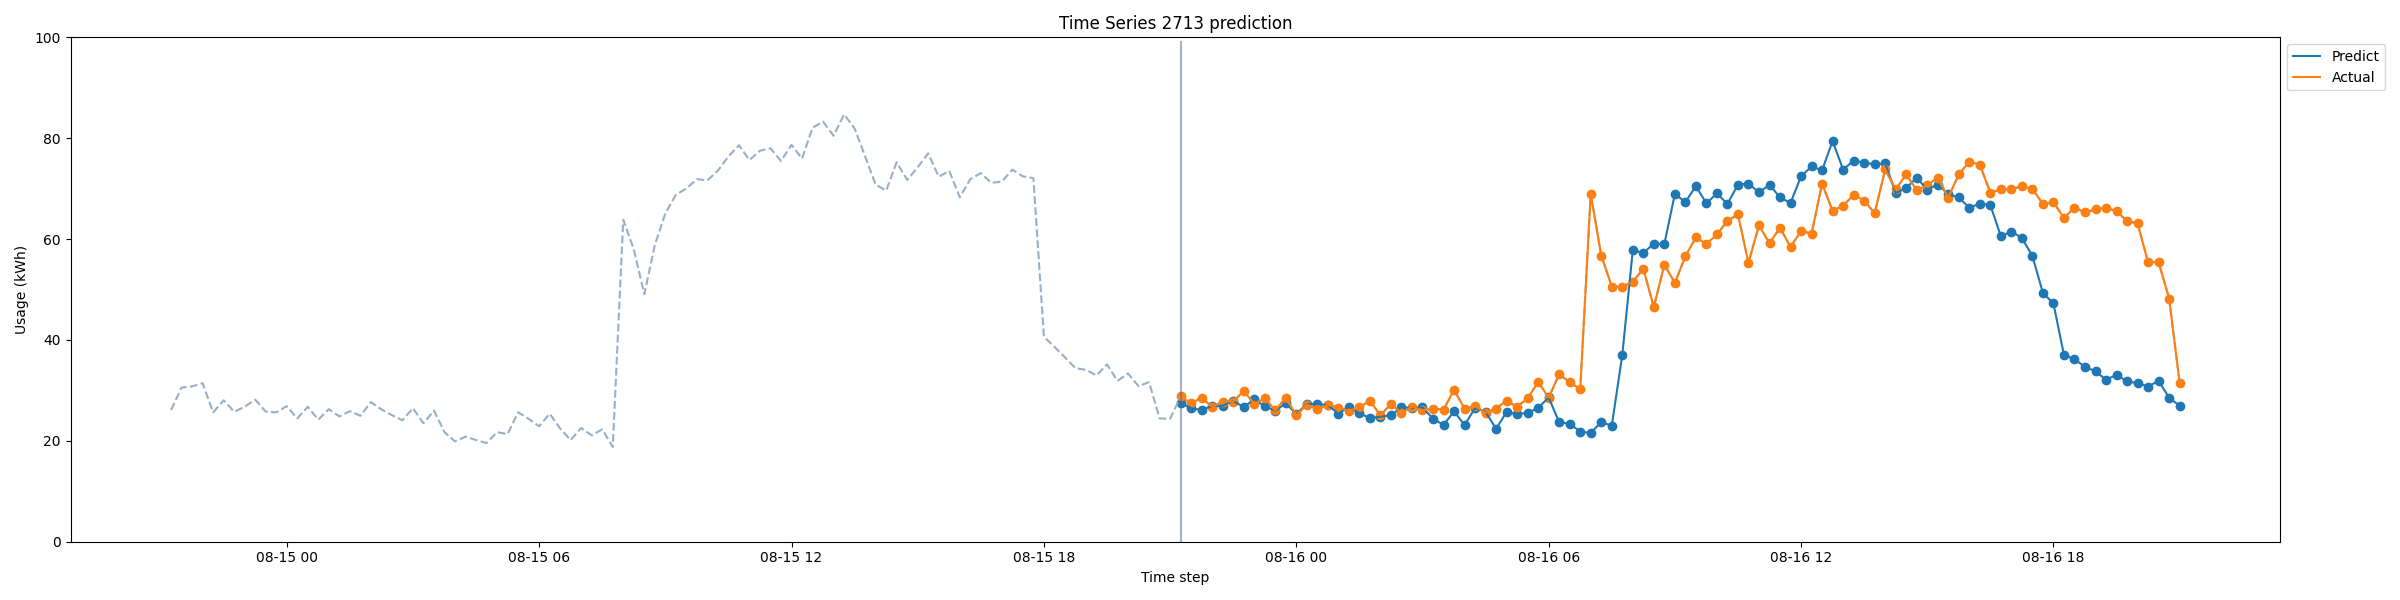 Time Series 2713 prediction
100
80
60
40
20
0
Usage (kWh)
Predict
Actual
08-15 00
08-15 06
08-15 12
08-15 18
08-16 00
08-16 06
08-16 12
08-16 18
Time step